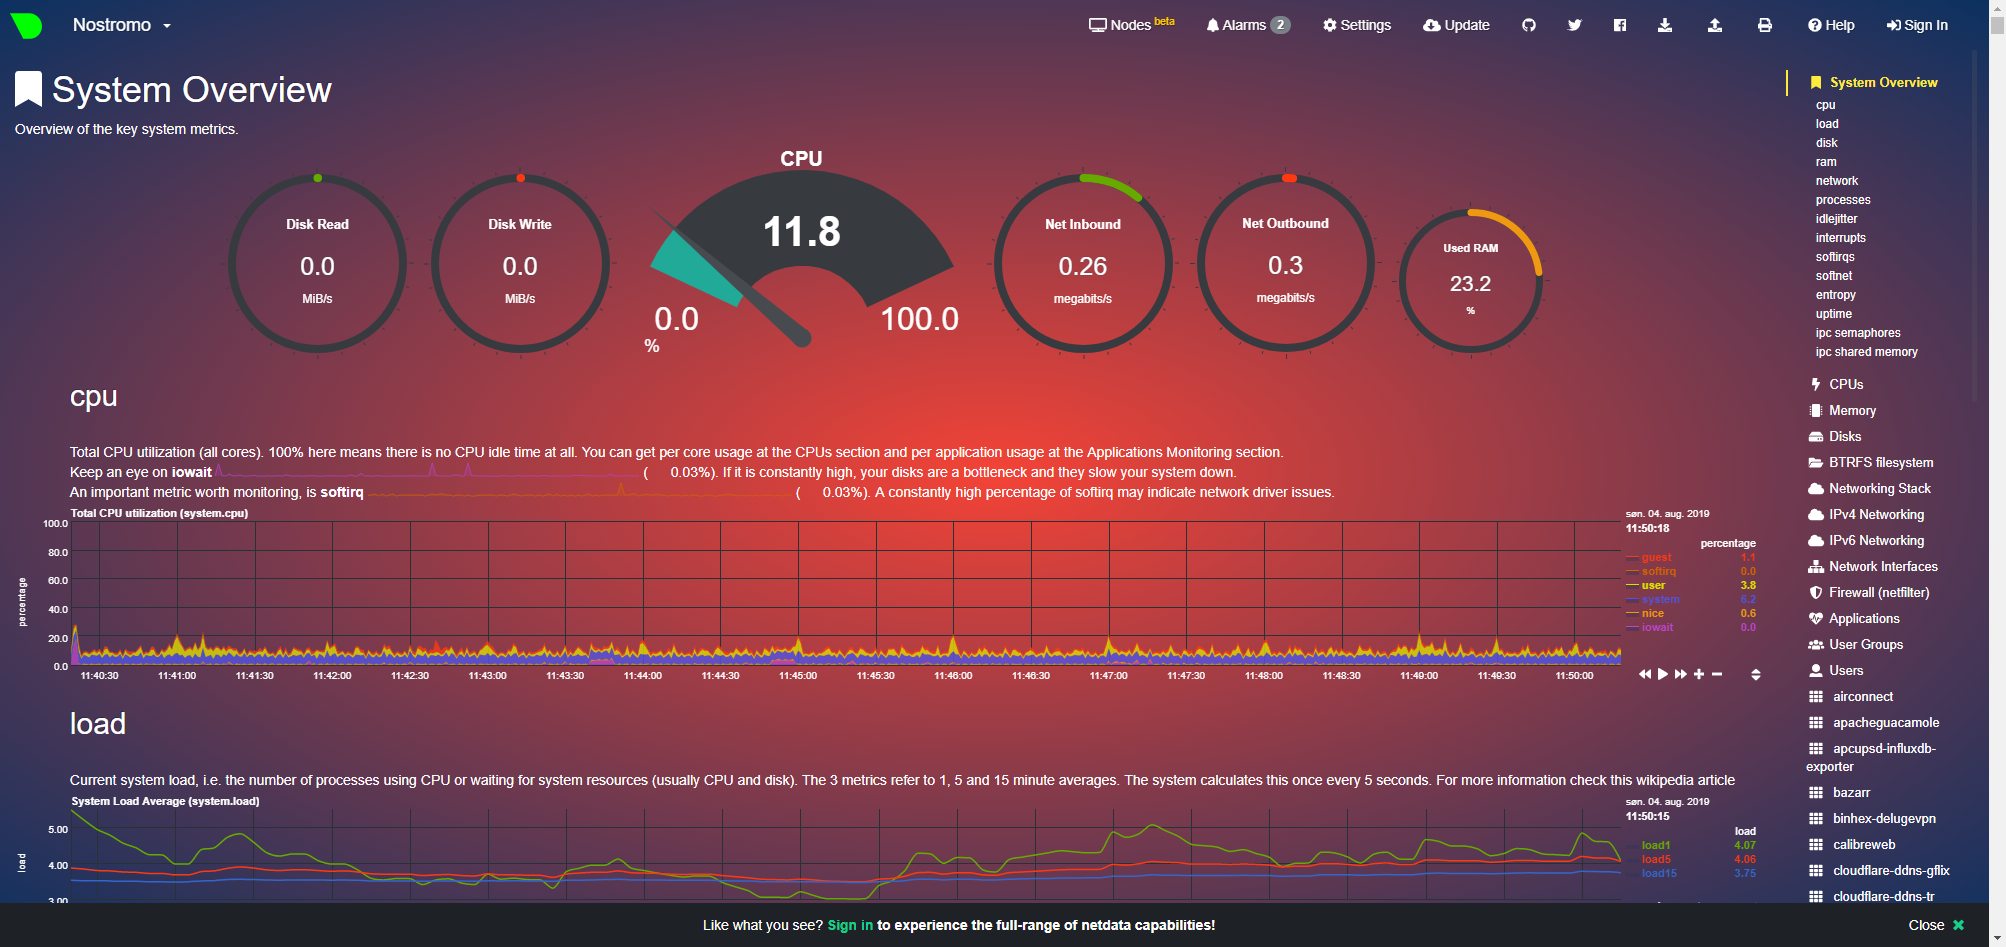 Nostromo
Nodes beta
Alarms 2
Settings
Update
Help
Sign In
System Overview
Overview of the key system metrics.
Disk Read
0.0
MiB/s
Disk Write
0.0
MiB/s
CPU
11.8
0.0
100.0
%
Net Inbound
0.26
megabits/s
Net Outbound
0.3
megabits/s
Used RAM
23.2
%
cpu
Total CPU utilization (all cores). 100% here means there is no CPU idle time at all. You can get per core usage at the CPUs section and per application usage at the Applications Monitoring section.
Keep an eye on iowait ( 0.03%). If it is constantly high, your disks are a bottleneck and they slow your system down.
An important metric worth monitoring, is softirq ( 0.03%). A constantly high percentage of softirq may indicate network driver issues.
Total CPU utilization (system.cpu)
100.0
80.0
60.0
40.0
20.0
0.0
percentage
11:40:30 11:41:00 11:41:30 11:42:00 11:42:30 11:43:00 11:43:30 11:44:00 11:44:30 11:45:00 11:45:30 11:46:00 11:46:30 11:47:00 11:47:30 11:48:00 11:48:30 11:49:00 11:49:30 11:50:00
søn. 04. aug. 2019
11:50:18
percentage
guest 1.1
softirq 0.0
user 3.8
system 6.2
nice 0.6
iowait 0.0
load
Current system load, i.e. the number of processes using CPU or waiting for system resources (usually CPU and disk). The 3 metrics refer to 1, 5 and 15 minute averages. The system calculates this once every 5 seconds. For more information check this wikipedia article
System Load Average (system.load)
5.00
4.00
3.00
load
søn. 04. aug. 2019
11:50:15
load
load1 4.07
load5 4.06
load15 3.75
System Overview
cpu
load
disk
ram
network
processes
idlejitter
interrupts
softirqs
softnet
entropy
uptime
ipc semaphores
ipc shared memory
CPUs
Memory
Disks
BTRFS filesystem
Networking Stack
IPv4 Networking
IPv6 Networking
Network Interfaces
Firewall (netfilter)
Applications
User Groups
Users
airconnect
apacheguacamole
apcupsd-influxdb-
exporter
bazarr
binhex-delugevpn
calibreweb
cloudflare-ddns-gflix
cloudflare-ddns-tr
Like what you see? Sign in to experience the full-range of netdata capabilities!
Close